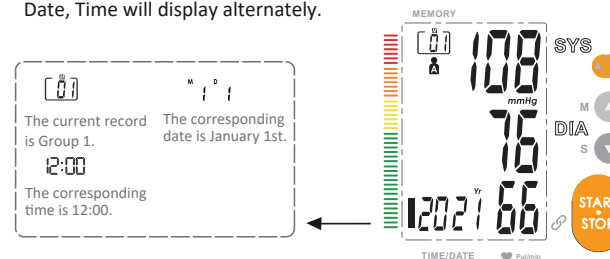 Date, Time will display alternately.
M 01
The current record
is Group 1.
M 1 D 1
The corresponding
date is January 1st.
12:00
The corresponding
time is 12:00.
MEMORY
M 01
A
108
SYS
mmHg
76
DIA
M
S
Yr
2021
66
START
STOP
TIME/DATE
Pul/min